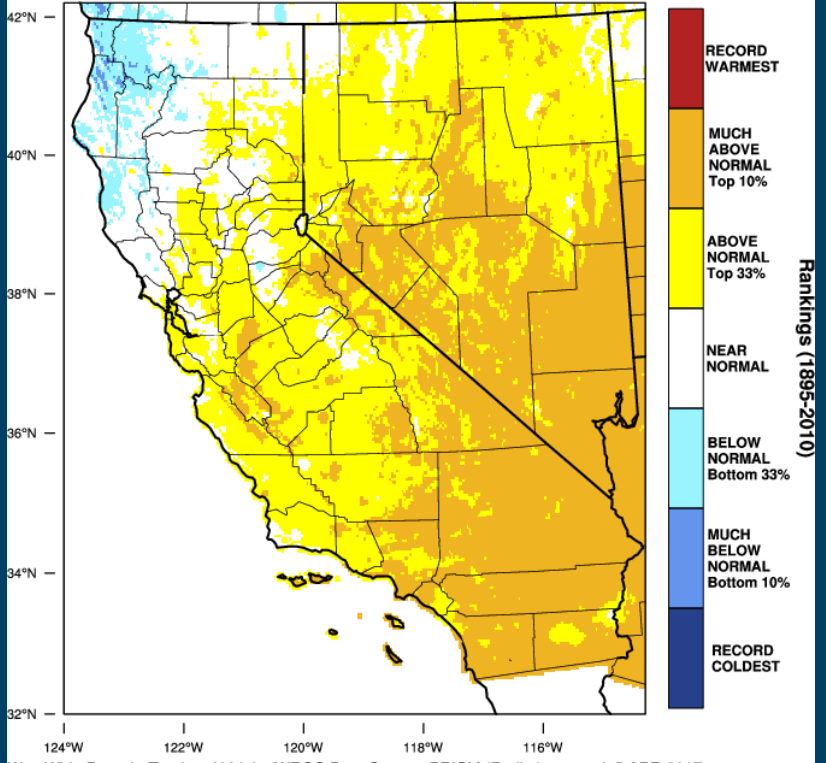 42°N
40°N
38°N
36°N
34°N
32°N
124°W
122°W
120°W
118°W
116°W
RECORD
WARMEST
MUCH
ABOVE
NORMAL
Top 10%
ABOVE
NORMAL
Top 33%
NEAR
NORMAL
BELOW
NORMAL
Bottom 33%
MUCH
BELOW
NORMAL
Bottom 10%
RECORD
COLDEST
Rankings (1895-2010)